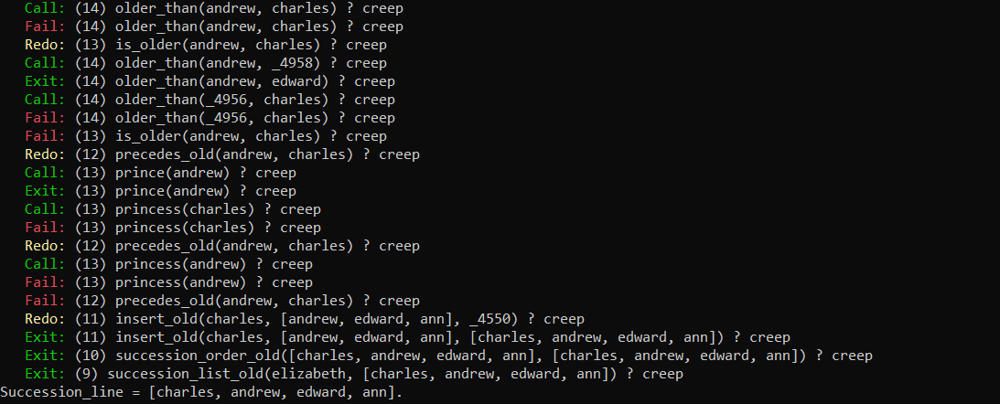 Call: (14) older_than(andrew, charles) ? creep
Fail: (14) older_than(andrew, charles) ? creep
Redo: (13) is_older(andrew, charles) ? creep
Call: (14) older_than(andrew, _4958) ? creep
Exit: (14) older_than(andrew, edward) ? creep
Call: (14) older_than(_4956, charles) ? creep
Fail: (14) older_than(_4956, charles) ? creep
Fail: (13) is_older(andrew, charles) ? creep
Redo: (12) precedes_old(andrew, charles) ? creep
Call: (13) prince(andrew) ? creep
Exit: (13) prince(andrew) ? creep
Call: (13) princess(charles) ? creep
Fail: (13) princess(charles) ? creep
Redo: (12) precedes_old(andrew, charles) ? creep
Call: (13) princess(andrew) ? creep
Fail: (13) princess(andrew) ? creep
Fail: (12) precedes_old(andrew, charles) ? creep
Redo: (11) insert_old(charles, [andrew, edward, ann], _4550) ? creep
Exit: (11) insert_old(charles, [andrew, edward, ann], [charles, andrew, edward, ann]) ? creep
Exit: (10) succession_order_old([charles, andrew, edward, ann], [charles, andrew, edward, ann]) ? creep
Exit: (9) succession_list_old(elizabeth, [charles, andrew, edward, ann]) ? creep
Succession_line = [charles, andrew, edward, ann].